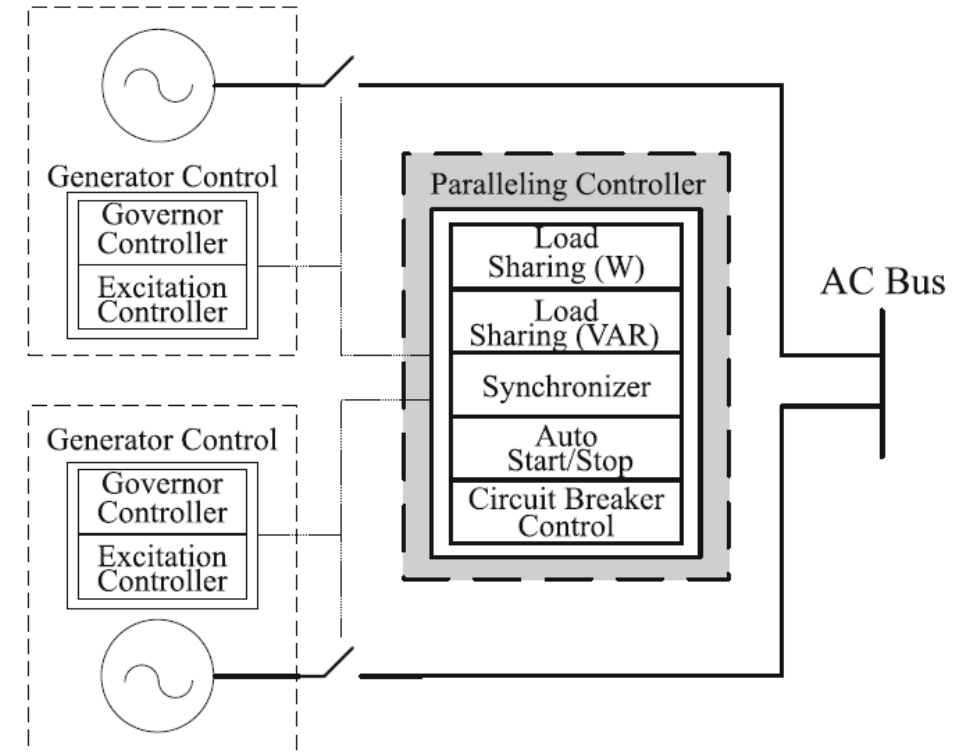 Generator Control
Governor
Controller
Excitation
Controller
Paralleling Controller
Load
Sharing (W)
Load
Sharing (VAR)
Synchronizer
Auto
Start/Stop
Circuit Breaker
Control
AC Bus
Generator Control
Governor
Controller
Excitation
Controller